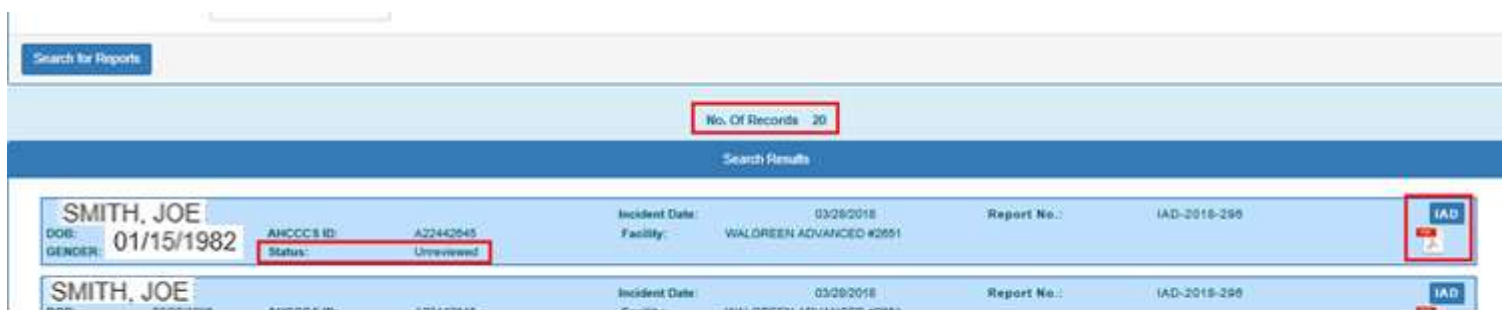 Search for Reports
No. Of Records 20
Search Results
SMITH, JOE Incident Date: 03/28/2018 Report No.: IAD-2018-296 IAD
DOB: 01/15/1982 AHCCCS ID: A22442645 Facility: WALGREEN ADVANCED #2651
GENDER: Status: Unreviewed
SMITH, JOE Incident Date: 03/28/2018 Report No.: IAD-2018-296 IAD